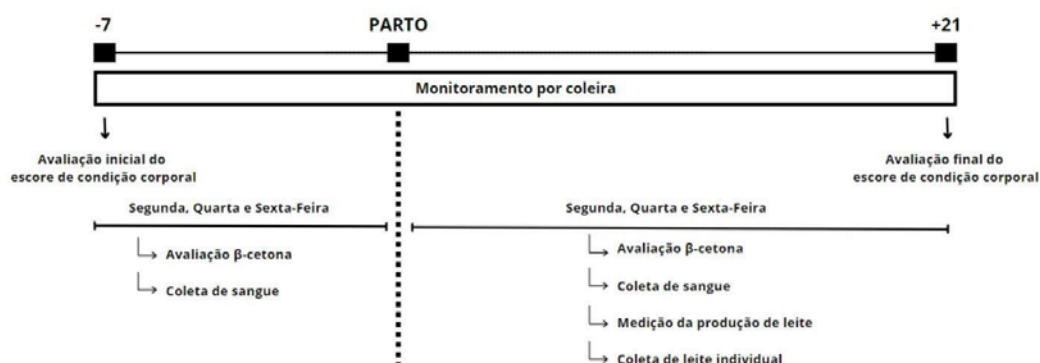 -7
PARTO
+21
Monitoramento por coleira
Avaliação inicial do
escore de condição corporal
Avaliação final do
escore de condição corporal
Segunda, Quarta e Sexta-Feira
Avaliação β-cetona
Coleta de sangue
Segunda, Quarta e Sexta-Feira
Avaliação β-cetona
Coleta de sangue
Medição da produção de leite
Coleta de leite individual